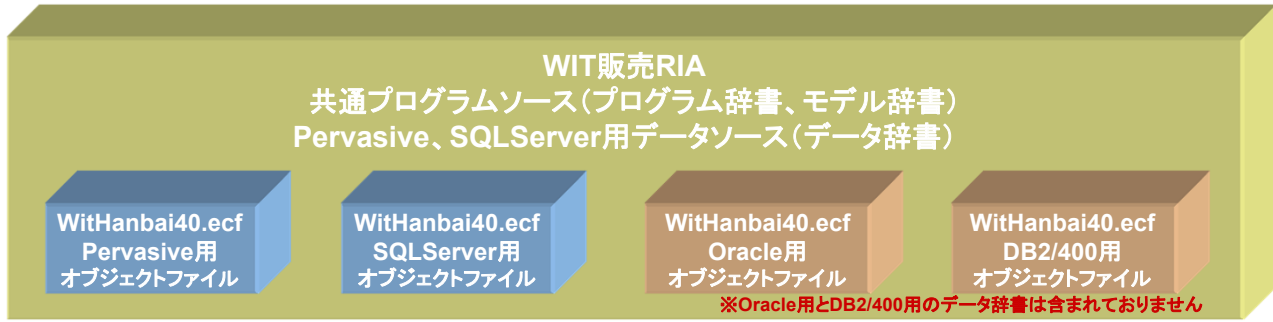 WIT販売RIA
共通プログラムソース（プログラム辞書、モデル辞書）
Pervasive、SQLServer用データソース（データ辞書）
WitHanbai40.ecf
Pervasive用
オブジェクトファイル
WitHanbai40.ecf
SQLServer用
オブジェクトファイル
WitHanbai40.ecf
Oracle用
オブジェクトファイル
WitHanbai40.ecf
DB2/400用
オブジェクトファイル
※Oracle用とDB2/400用のデータ辞書は含まれておりません